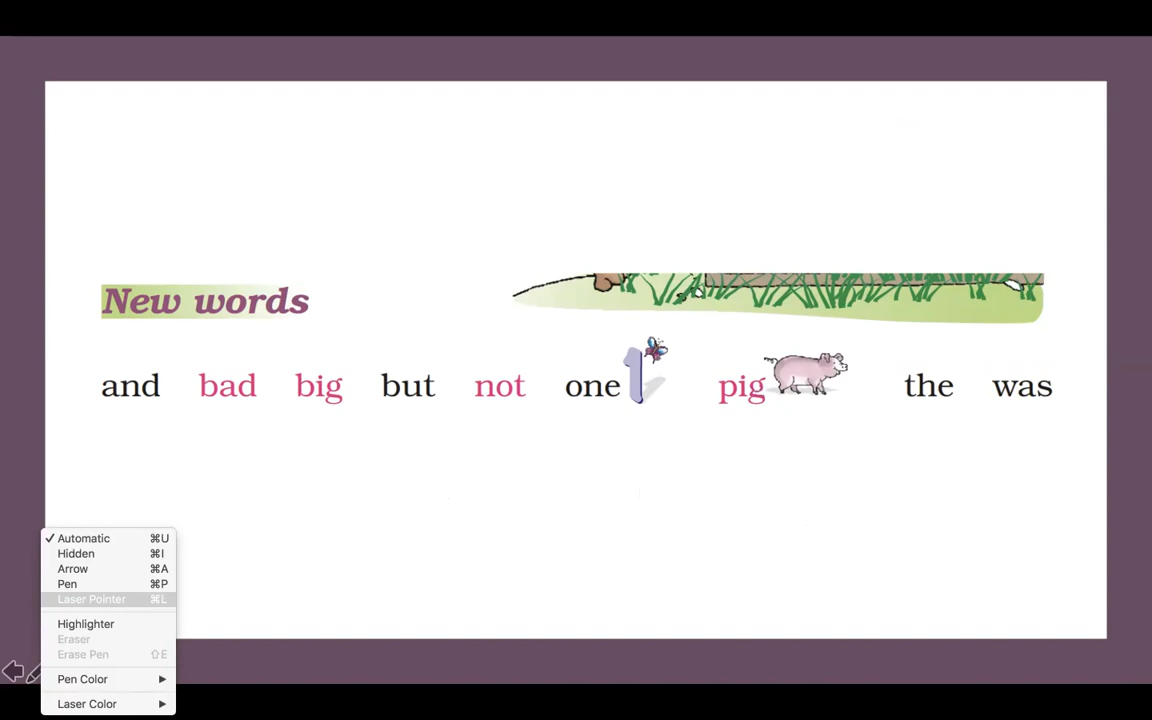 New words
and bad big but not one 1 pig the was
✓ Automatic ⌘U
Hidden ⌘I
Arrow ⌘A
Pen ⌘P
Laser Pointer ⌘L
Highlighter
Eraser
Erase Pen ⇧E
Pen Color ▶
Laser Color ▶